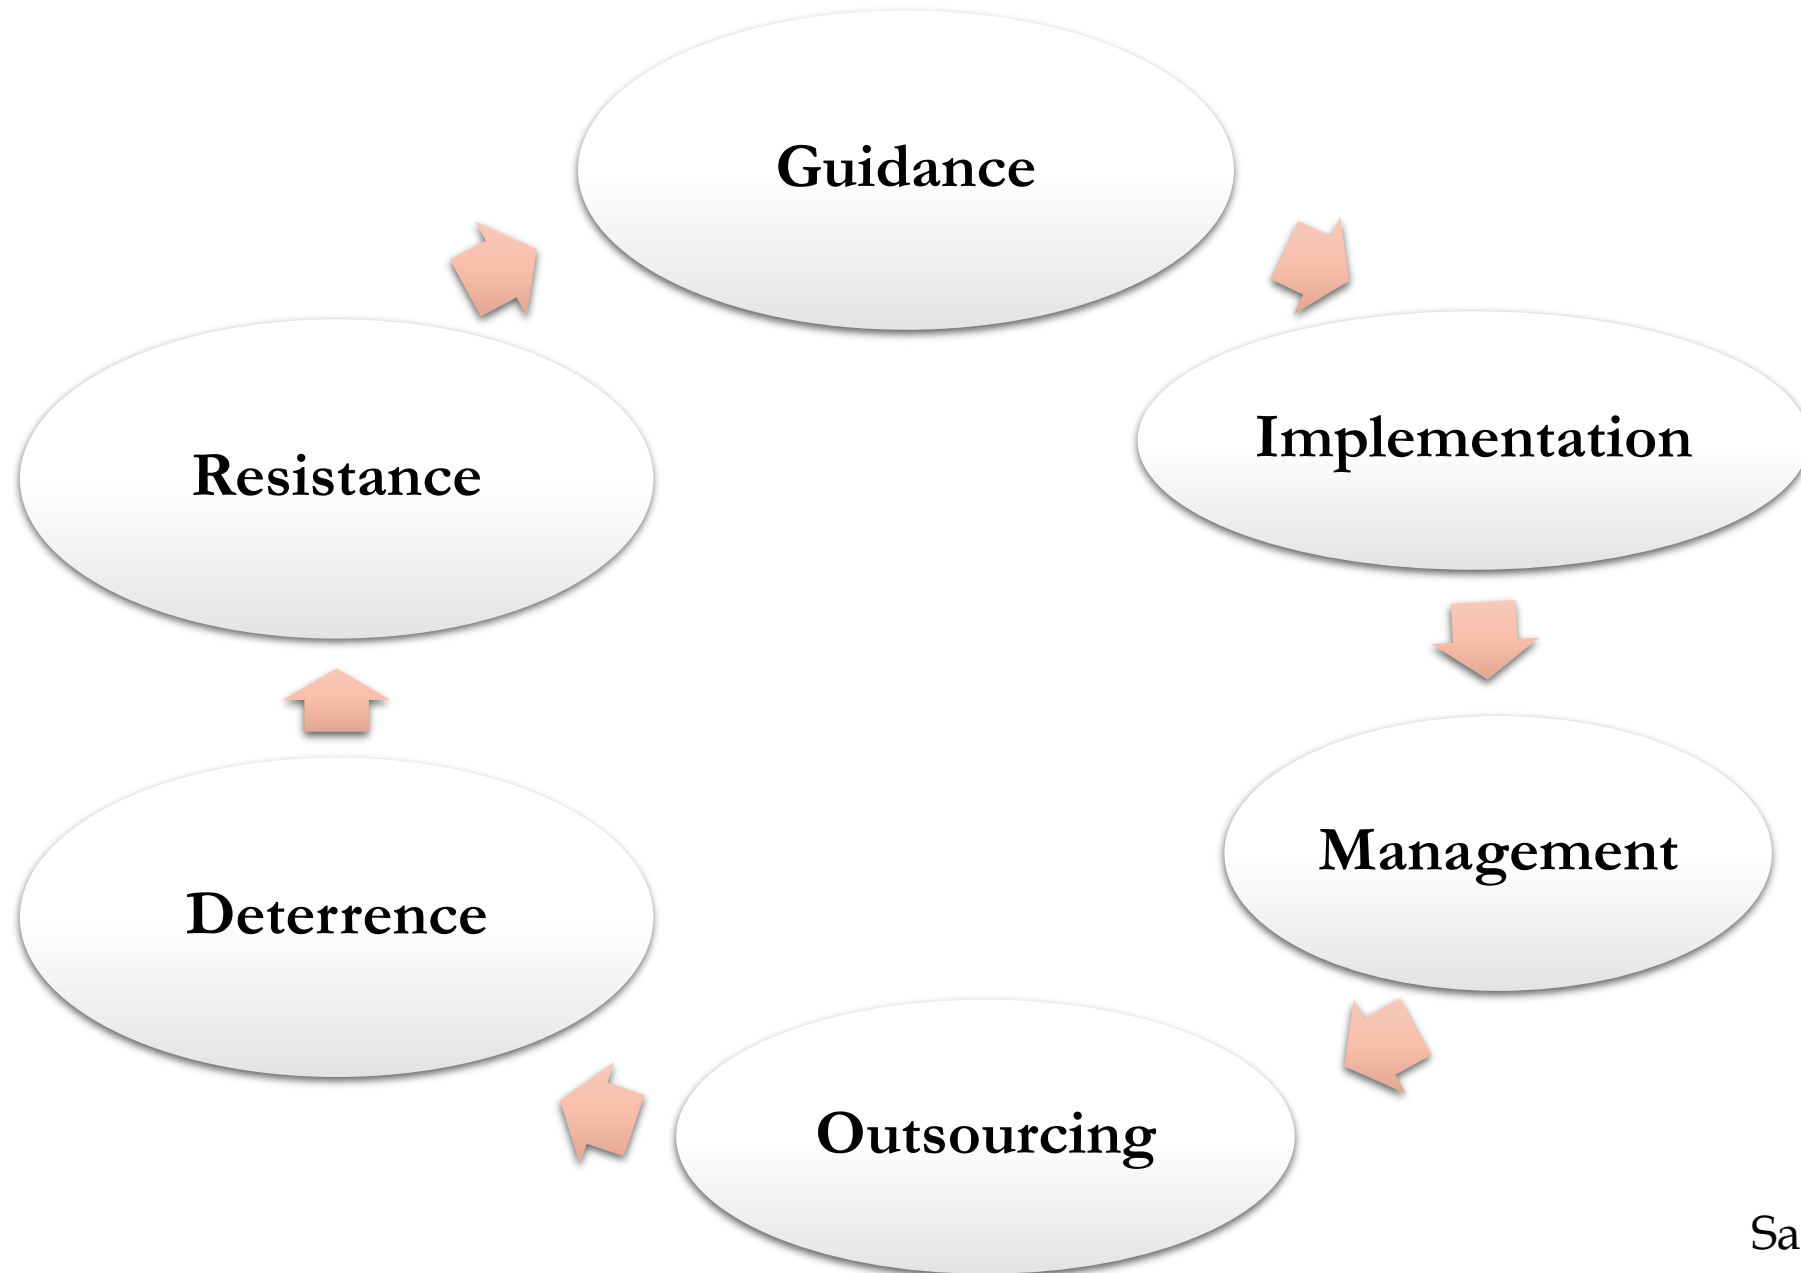 Guidance
Implementation
Management
Outsourcing
Deterrence
Resistance
Sa